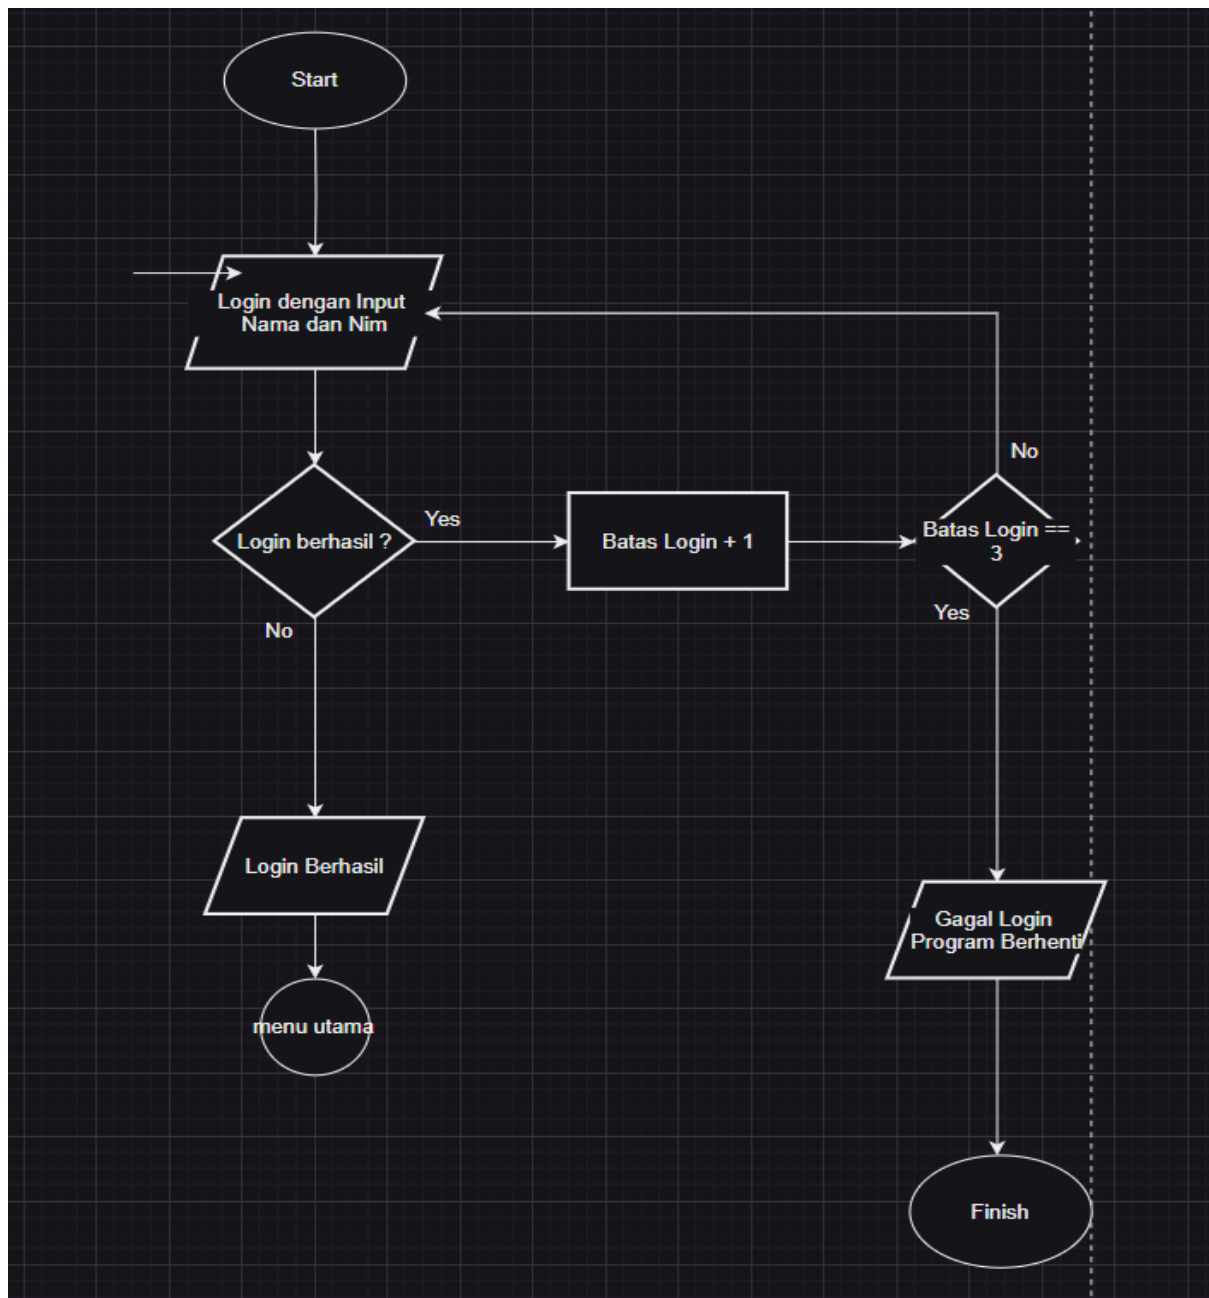 Start
Login dengan Input
Nama dan Nim
No
Yes
Login berhasil ?
Batas Login + 1
Batas Login ==
3
No
Yes
Login Berhasil
Gagal Login
Program Berhenti
menu utama
Finish